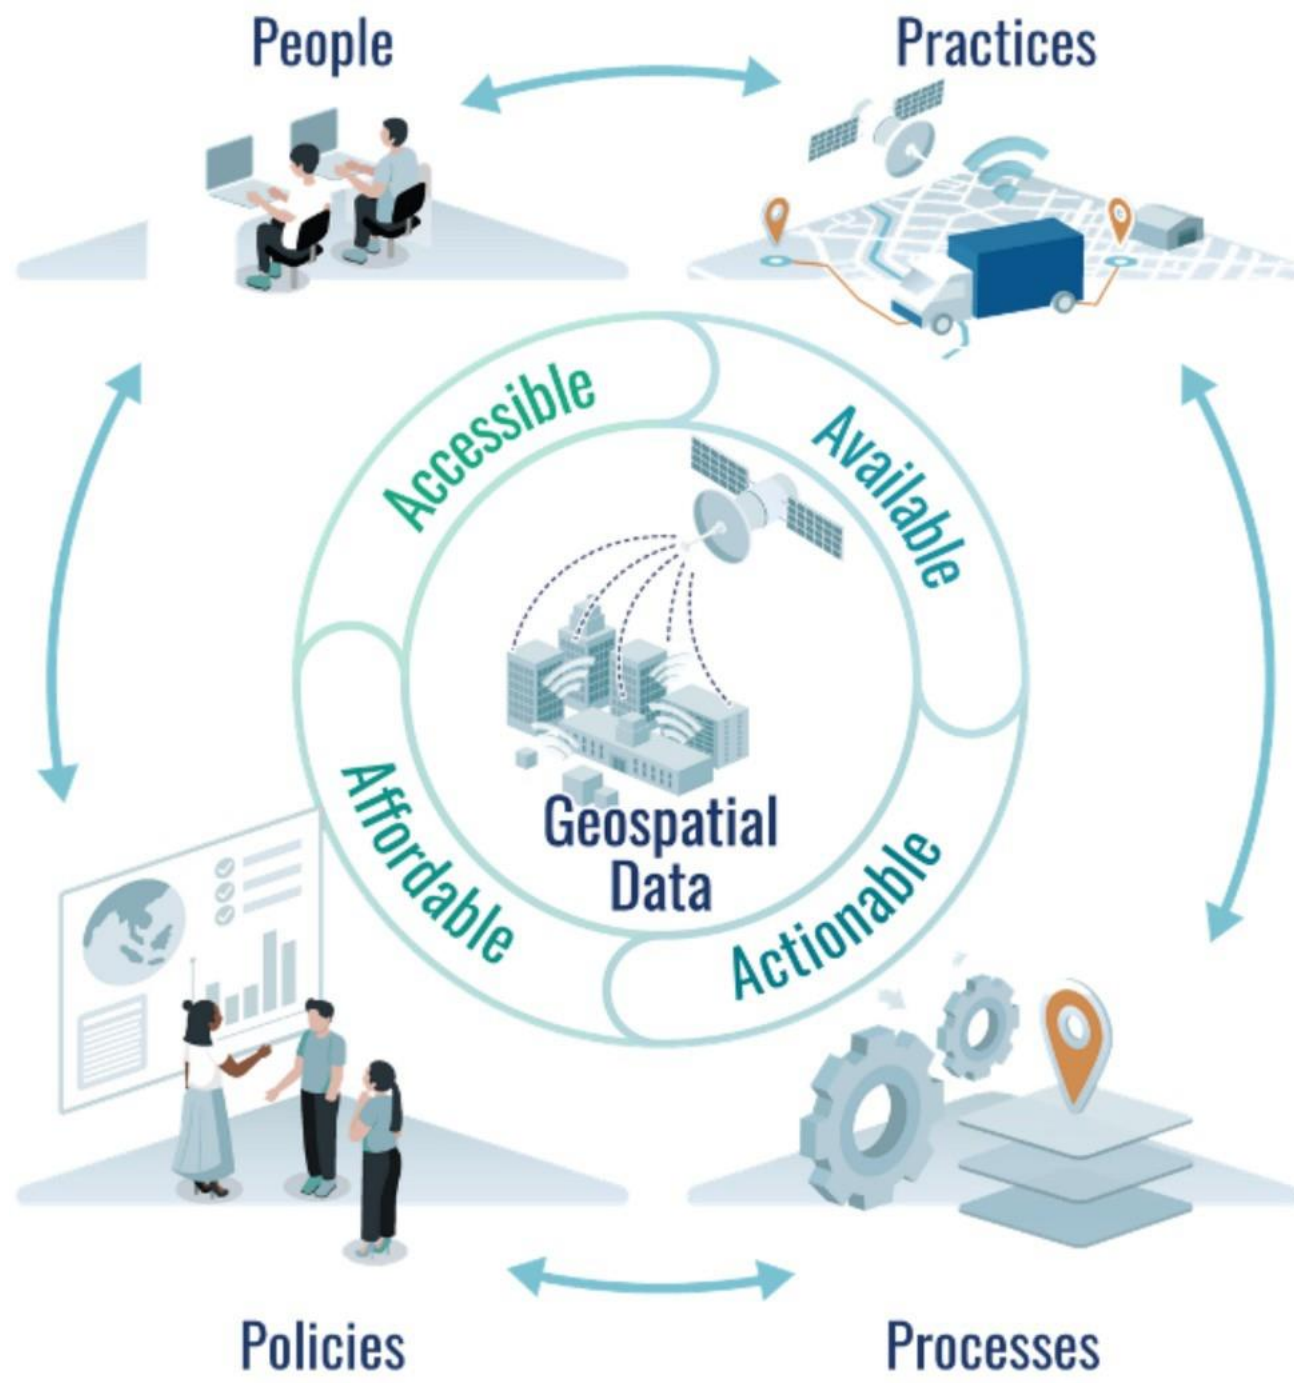 People
Practices
Accessible
Available
Geospatial
Data
Affordable
Actionable
Policies
Processes